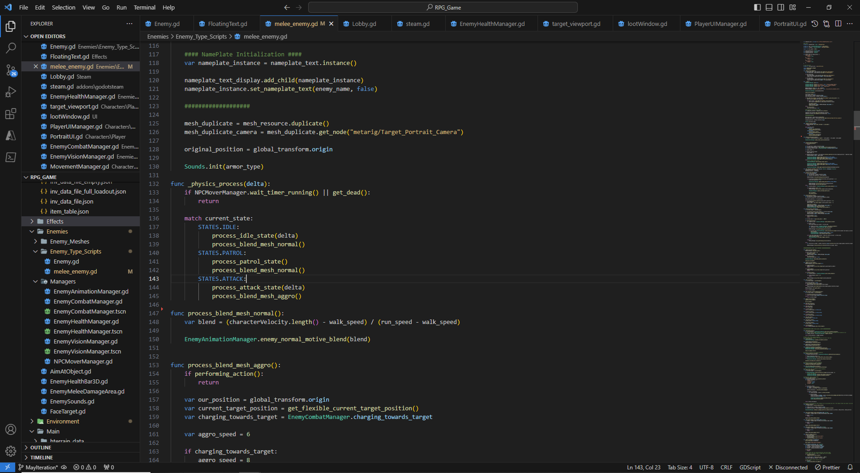 File Edit Selection View Go Run Terminal Help
RPG_Game
EXPLORER
Enemy.gd
FloatingText.gd
melee_enemy.gd M
Lobby.gd
steam.gd
EnemyHealthManager.gd
target_viewport.gd
lootWindow.gd
PlayerUIManager.gd
PortraitUI.gd
Enemies > Enemy_Type_Scripts > melee_enemy.gd
OPEN EDITORS
Enemy.gd Enemies\Enemy_Type_Sc...
FloatingText.gd Effects
melee_enemy.gd Enemies\E... M
Lobby.gd Steam
steam.gd addons\godotsteam
EnemyHealthManager.gd Enemie...
target_viewport.gd Characters\Pla...
lootWindow.gd UI
PlayerUIManager.gd Characters\...
PortraitUI.gd Characters\Player
EnemyCombatManager.gd Enem...
EnemyVisionManager.gd Enemie...
MovementManager.gd Character...
RPG_GAME
inv_data_file_full_loadout.json
inv_data_file.json
item_table.json
Effects
Enemies
Enemy_Meshes
Enemy_Type_Scripts
Enemy.gd
melee_enemy.gd M
Managers
EnemyAnimationManager.gd
EnemyCombatManager.gd
EnemyCombatManager.tscn
EnemyHealthManager.gd
EnemyHealthManager.tscn
EnemyVisionManager.gd
EnemyVisionManager.tscn
NPCMoverManager.gd
AimAtObject.gd
EnemyHealthBar3D.gd
EnemyMeleeDamageArea.gd
EnemySounds.gd
FaceTarget.gd
Environment
Main
hterrain_data
OUTLINE
TIMELINE
116
117 #### NamePlate Initialization ####
118 var nameplate_instance = nameplate_text.instance()
119
120 nameplate_text_display.add_child(nameplate_instance)
121 nameplate_instance.set_nameplate_text(enemy_name, false)
122
123 ###################
124
125 mesh_duplicate = mesh_resource.duplicate()
126 mesh_duplicate_camera = mesh_duplicate.get_node("metarig/Target_Portrait_Camera")
127
128 original_position = global_transform.origin
129
130 Sounds.init(armor_type)
131
132 func _physics_process(delta):
133 if NPCMoverManager.wait_timer_running() || get_dead():
134 return
135
136 match current_state:
137 STATES.IDLE:
138 process_idle_state(delta)
139 process_blend_mesh_normal()
140 STATES.PATROL:
141 process_patrol_state()
142 process_blend_mesh_normal()
143 STATES.ATTACK:
144 process_attack_state(delta)
145 process_blend_mesh_aggro()
146
147 func process_blend_mesh_normal():
148 var blend = (characterVelocity.length() - walk_speed) / (run_speed - walk_speed)
149
150 EnemyAnimationManager.enemy_normal_motive_blend(blend)
151
152
153 func process_blend_mesh_aggro():
154 if performing_action():
155 return
156
157 var our_position = global_transform.origin
158 var current_target_position = get_flexible_current_target_position()
159 var charging_towards_target = EnemyCombatManager.charging_towards_target
160
161 var aggro_speed = 6
162
163 if charging_towards_target:
164 aggro_speed = 8
MayIteration* 0 0 0 Ln 143, Col 23 Tab Size: 4 UTF-8 CRLF GDScript Disconnected Prettier